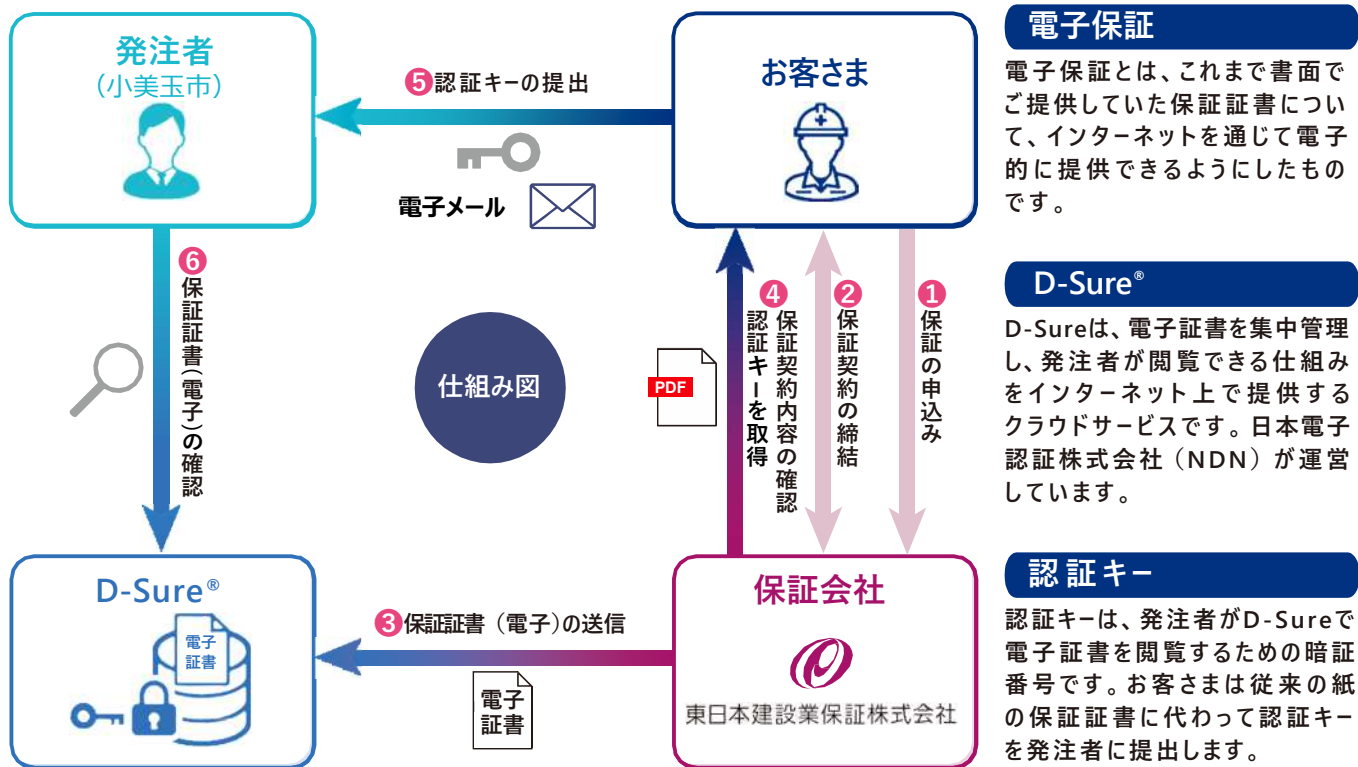 発注者
（小美玉市）
❺認証キーの提出
電子メール
お客さま
❻保証証書（電子）の確認
仕組み図
PDF
❹保証契約内容の確認
認証キーを取得
❷保証契約の締結
❶保証の申込み
D-Sure®
電子
証書
❸保証証書（電子）の送信
電子
証書
保証会社
東日本建設業保証株式会社
電子保証
電子保証とは、これまで書面で
ご提供していた保証証書につい
て、インターネットを通じて電子
的に提供できるようにしたもの
です。
D-Sure®
D-Sureは、電子証書を集中管理
し、発注者が閲覧できる仕組み
をインターネット上で提供する
クラウドサービスです。日本電子
認証株式会社（NDN）が運営
しています。
認証キー
認証キーは、発注者がD-Sureで
電子証書を閲覧するための暗証
番号です。お客さまは従来の紙
の保証証書に代わって認証キー
を発注者に提出します。